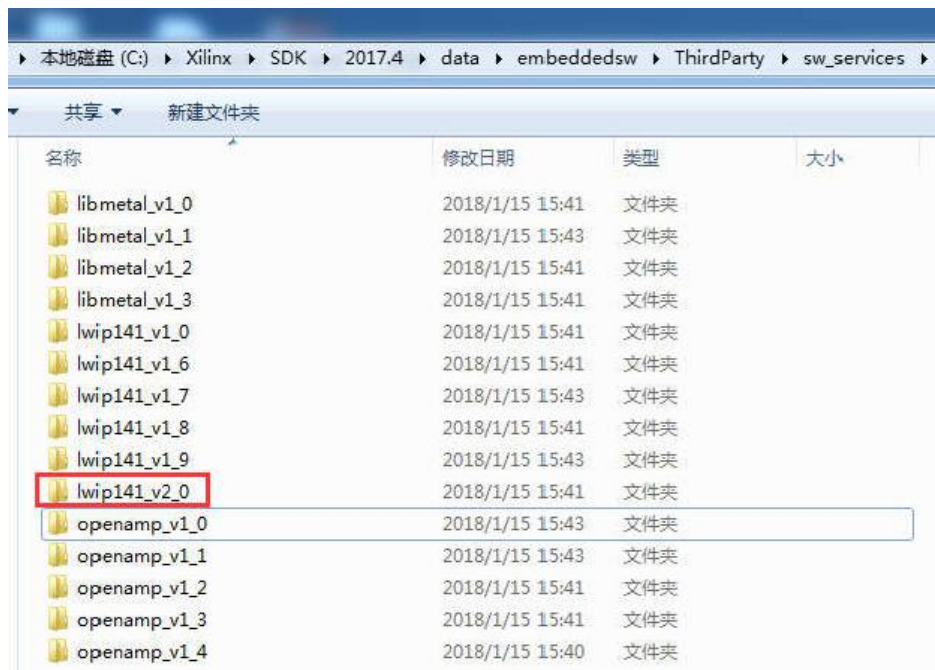 本地磁盘 (C:) ▸ Xilinx ▸ SDK ▸ 2017.4 ▸ data ▸ embeddedsw ▸ ThirdParty ▸ sw_services ▸
共享 新建文件夹
名称 修改日期 类型 大小
libmetal_v1_0 2018/1/15 15:41 文件夹
libmetal_v1_1 2018/1/15 15:43 文件夹
libmetal_v1_2 2018/1/15 15:41 文件夹
libmetal_v1_3 2018/1/15 15:41 文件夹
lwip141_v1_0 2018/1/15 15:41 文件夹
lwip141_v1_6 2018/1/15 15:41 文件夹
lwip141_v1_7 2018/1/15 15:43 文件夹
lwip141_v1_8 2018/1/15 15:41 文件夹
lwip141_v1_9 2018/1/15 15:43 文件夹
lwip141_v2_0 2018/1/15 15:41 文件夹
openamp_v1_0 2018/1/15 15:43 文件夹
openamp_v1_1 2018/1/15 15:43 文件夹
openamp_v1_2 2018/1/15 15:41 文件夹
openamp_v1_3 2018/1/15 15:41 文件夹
openamp_v1_4 2018/1/15 15:40 文件夹